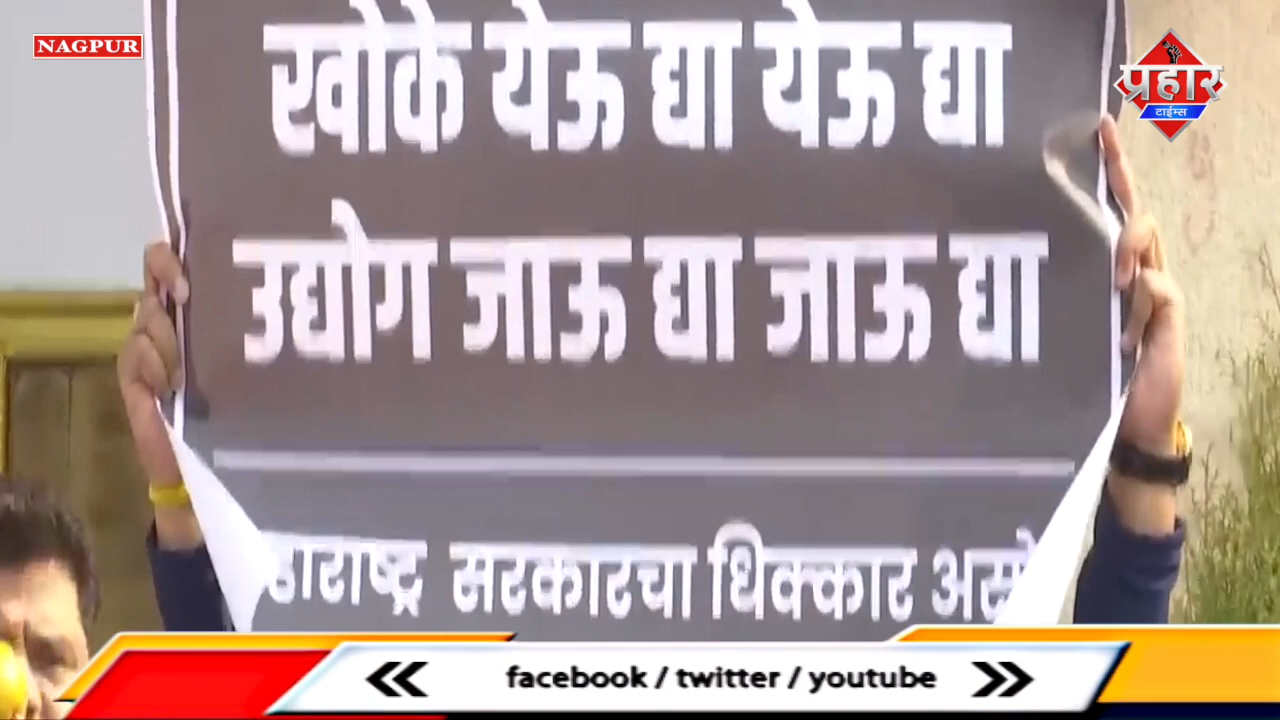 NAGPUR
प्रहार
टाईम्स
खोके येऊ द्या येऊ द्या
उद्योग जाऊ द्या जाऊ द्या
सरकारचा धिक्कार
facebook / twitter / youtube